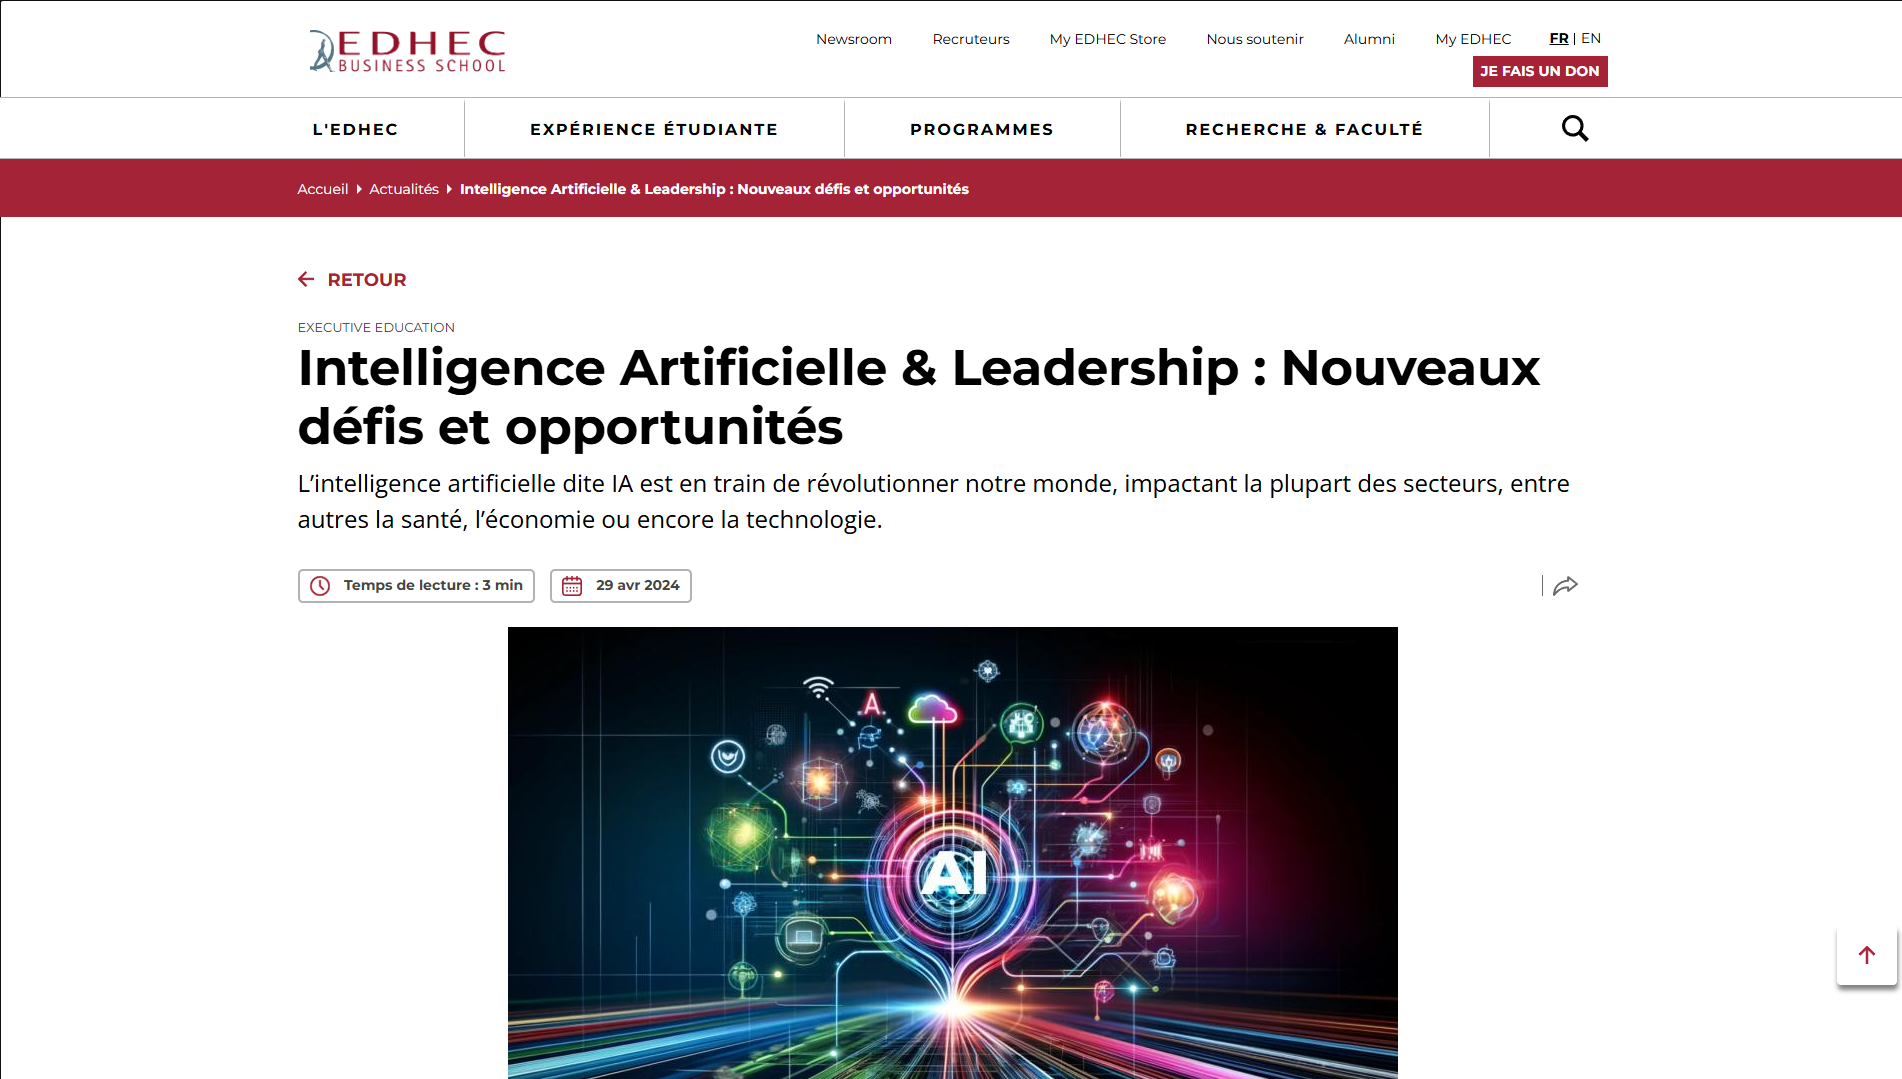 EDHEC
BUSINESS SCHOOL
Newsroom Recruteurs My EDHEC Store Nous soutenir Alumni My EDHEC FR | EN
JE FAIS UN DON
L'EDHEC EXPÉRIENCE ÉTUDIANTE PROGRAMMES RECHERCHE & FACULTÉ
Accueil Actualités Intelligence Artificielle & Leadership : Nouveaux défis et opportunités
RETOUR
EXECUTIVE EDUCATION
Intelligence Artificielle & Leadership : Nouveaux
défis et opportunités
L’intelligence artificielle dite IA est en train de révolutionner notre monde, impactant la plupart des secteurs, entre
autres la santé, l’économie ou encore la technologie.
Temps de lecture : 3 min 29 avr 2024
A
AI